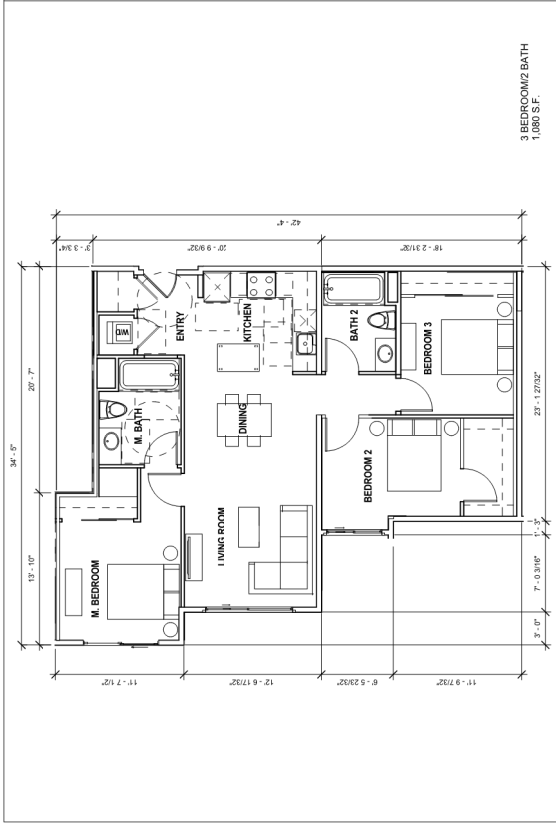 3 BEDROOM/2 BATH
1,080 S.F.
34' - 5"
13' - 10"
20' - 7"
42' - 4"
3' - 3 3/4"
20' - 9 9/32"
18' - 2 31/32"
11' - 7 1/2"
12' - 6 17/32"
6' - 5 23/32"
11' - 9 7/32"
3' - 0"
7' - 0 3/16"
1' - 3"
23' - 1 27/32"
M. BEDROOM
M. BATH
W/D
ENTRY
LIVING ROOM
DINING
KITCHEN
BEDROOM 2
BATH 2
BEDROOM 3